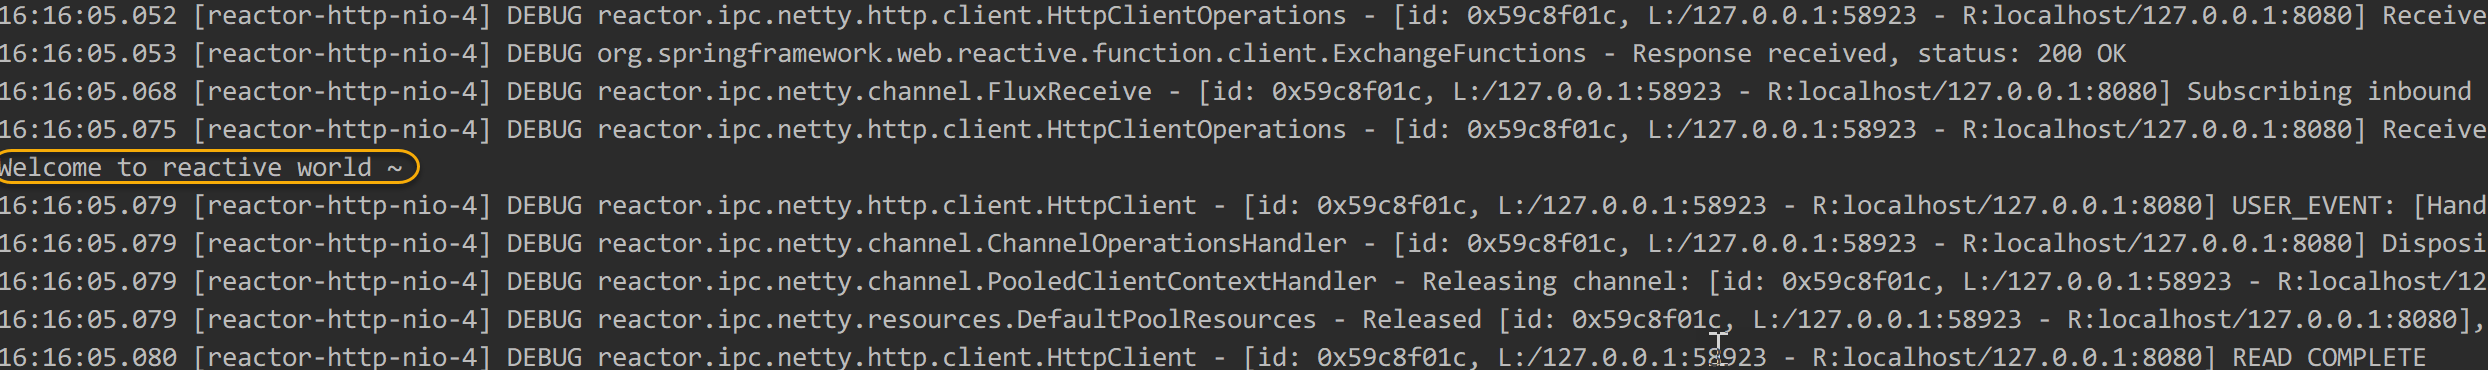 16:16:05.052 [reactor-http-nio-4] DEBUG reactor.ipc.netty.http.client.HttpClientOperations - [id: 0x59c8f01c, L:/127.0.0.1:58923 - R:localhost/127.0.0.1:8080] Receive
16:16:05.053 [reactor-http-nio-4] DEBUG org.springframework.web.reactive.function.client.ExchangeFunctions - Response received, status: 200 OK
16:16:05.068 [reactor-http-nio-4] DEBUG reactor.ipc.netty.channel.FluxReceive - [id: 0x59c8f01c, L:/127.0.0.1:58923 - R:localhost/127.0.0.1:8080] Subscribing inbound
16:16:05.075 [reactor-http-nio-4] DEBUG reactor.ipc.netty.http.client.HttpClientOperations - [id: 0x59c8f01c, L:/127.0.0.1:58923 - R:localhost/127.0.0.1:8080] Receive
Welcome to reactive world ~
16:16:05.079 [reactor-http-nio-4] DEBUG reactor.ipc.netty.http.client.HttpClient - [id: 0x59c8f01c, L:/127.0.0.1:58923 - R:localhost/127.0.0.1:8080] USER_EVENT: [Hand
16:16:05.079 [reactor-http-nio-4] DEBUG reactor.ipc.netty.channel.ChannelOperationsHandler - [id: 0x59c8f01c, L:/127.0.0.1:58923 - R:localhost/127.0.0.1:8080] Disposi
16:16:05.079 [reactor-http-nio-4] DEBUG reactor.ipc.netty.channel.PooledClientContextHandler - Releasing channel: [id: 0x59c8f01c, L:/127.0.0.1:58923 - R:localhost/12
16:16:05.079 [reactor-http-nio-4] DEBUG reactor.ipc.netty.resources.DefaultPoolResources - Released [id: 0x59c8f01c, L:/127.0.0.1:58923 - R:localhost/127.0.0.1:8080],
16:16:05.080 [reactor-http-nio-4] DEBUG reactor.ipc.netty.http.client.HttpClient - [id: 0x59c8f01c, L:/127.0.0.1:58923 - R:localhost/127.0.0.1:8080] READ COMPLETE